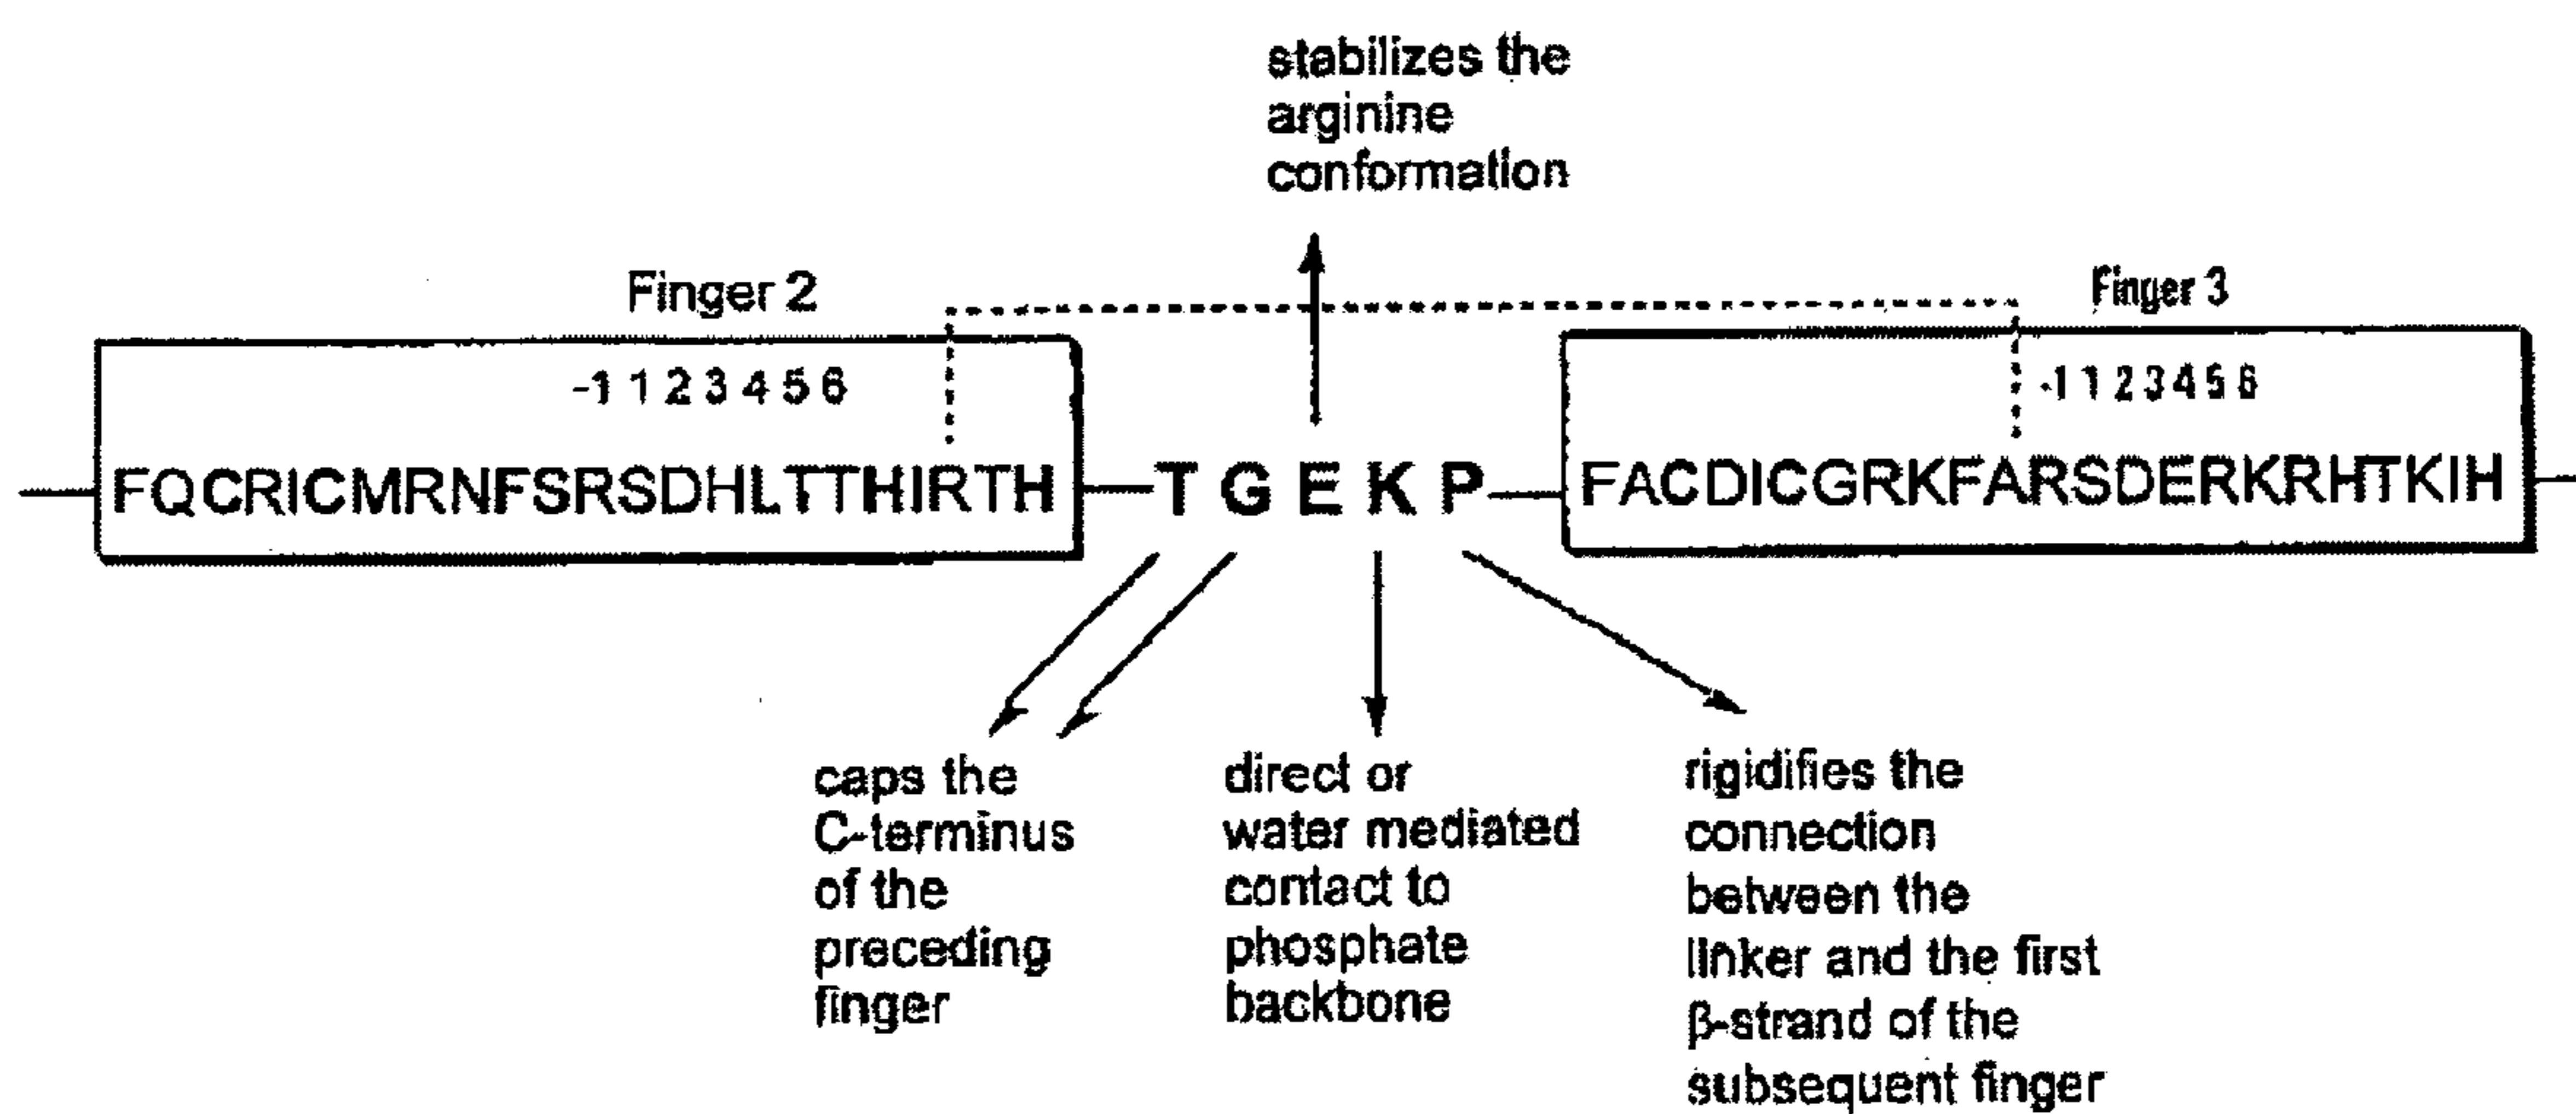 stabilizes the
arginine
conformation
Finger 2
Finger 3
-1 1 2 3 4 5 6
-1 1 2 3 4 5 6
FQCRICMRNFSRSDHLTTHIRTH
T G E K P
FACDICGRKFARSDERKRHTKIH
caps the
C-terminus
of the
preceding
finger
direct or
water mediated
contact to
phosphate
backbone
rigidifies the
connection
between the
linker and the first
β-strand of the
subsequent finger